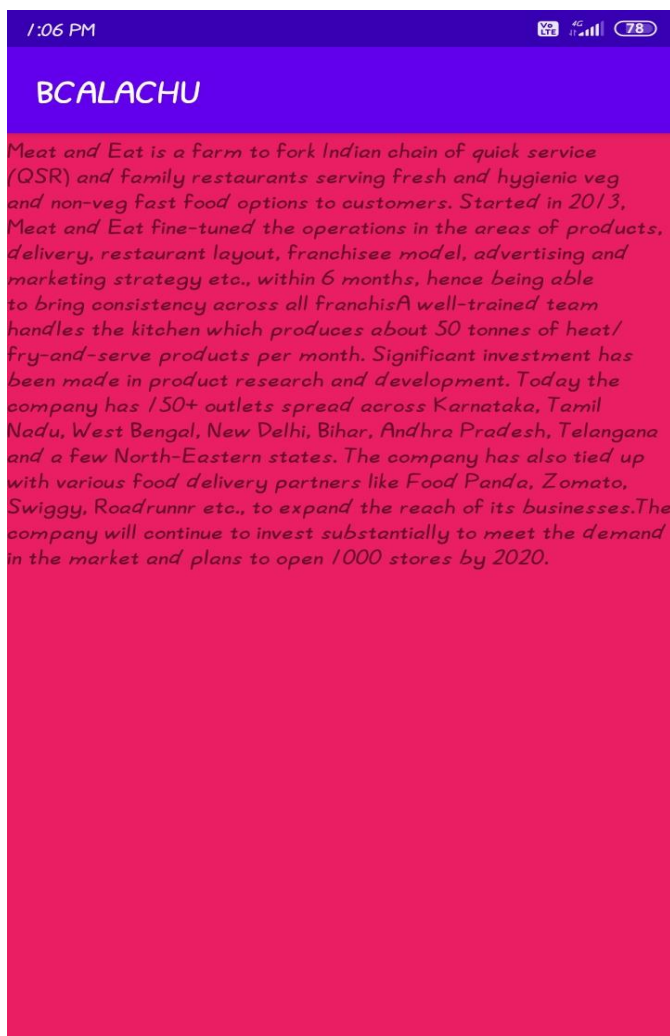 1:06 PM
Vo LTE 4G 78
BCALACHU
Meat and Eat is a farm to fork Indian chain of quick service
(QSR) and family restaurants serving fresh and hygienic veg
and non-veg fast food options to customers. Started in 2013,
Meat and Eat fine-tuned the operations in the areas of products,
delivery, restaurant layout, franchisee model, advertising and
marketing strategy etc., within 6 months, hence being able
to bring consistency across all franchisA well-trained team
handles the kitchen which produces about 50 tonnes of heat/
fry-and-serve products per month. Significant investment has
been made in product research and development. Today the
company has 150+ outlets spread across Karnataka, Tamil
Nadu, West Bengal, New Delhi, Bihar, Andhra Pradesh, Telangana
and a few North-Eastern states. The company has also tied up
with various food delivery partners like Food Panda, Zomato,
Swiggy, Roadrunnr etc., to expand the reach of its businesses.The
company will continue to invest substantially to meet the demand
in the market and plans to open 1000 stores by 2020.